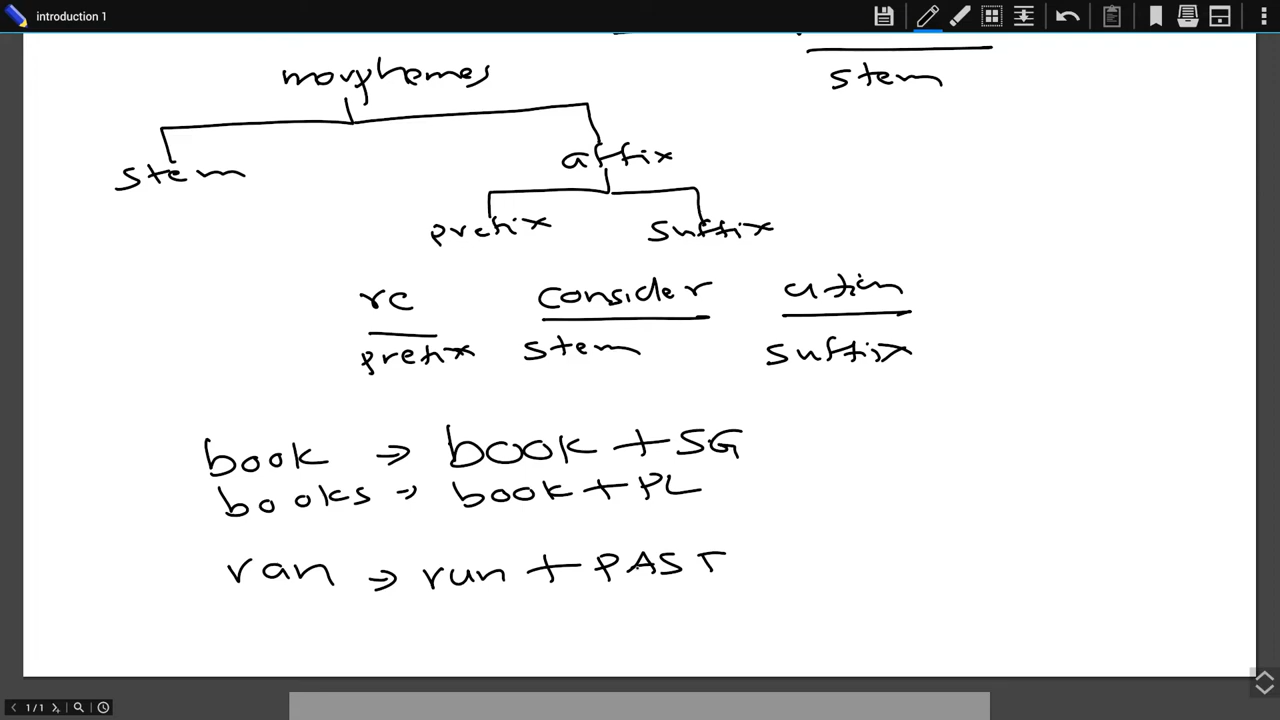 introduction 1
stem
morphemes
stem
affix
prefix suffix
re consider ation
prefix stem suffix
book => book + SG
books -> book + PL
ran => run + PAST
1/1